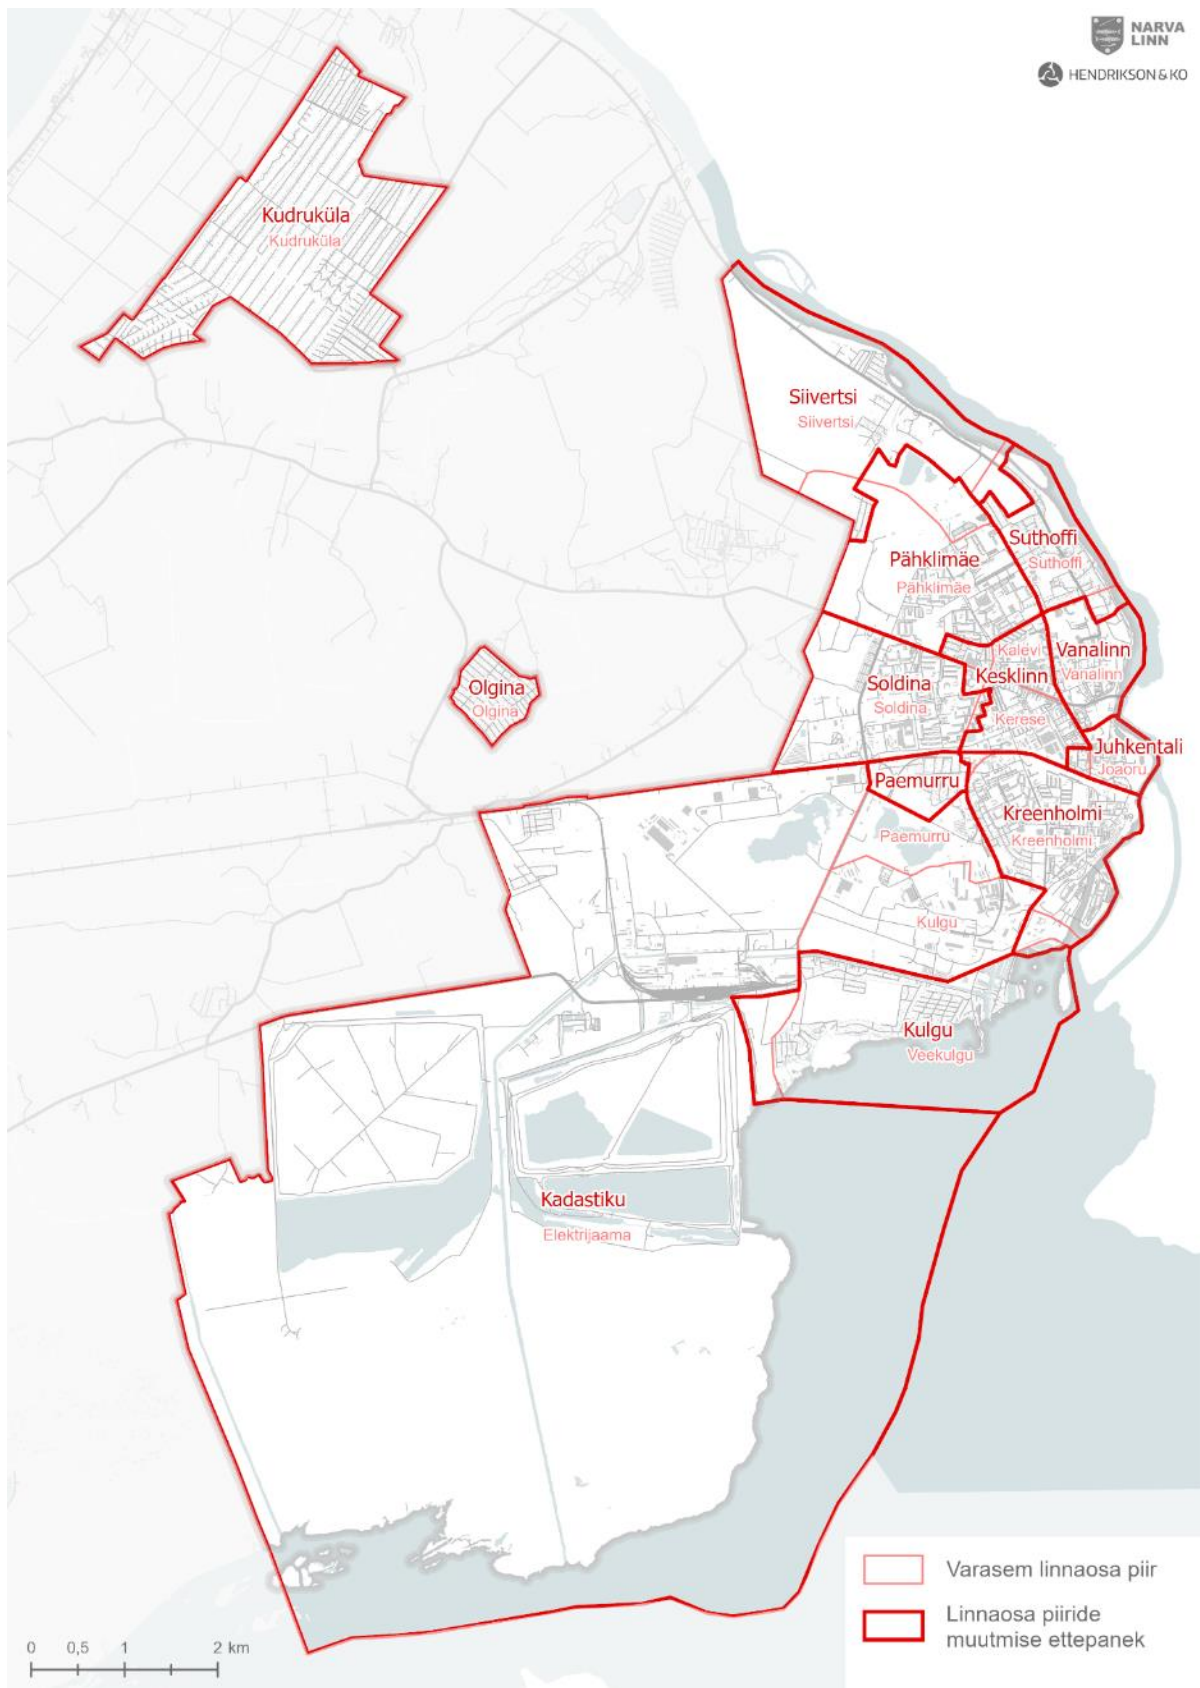 NARVA
LINN
HENDRIKSON & KO
Kudruküla
Kudruküla
Siivertsi
Siivertsi
Suthoffi
Suthoffi
Pähklimäe
Pähklimäe
Kalevi
Vanalinn
Vanalinn
Kesklinn
Soldina
Soldina
Kerese
Olgina
Olgina
Juhkentali
Joaoru
Paemurru
Kreenholmi
Kreenholmi
Paemurru
Kulgu
Kulgu
Veekulgu
Kadastiku
Elektrijaama
Varasem linnaosa piir
Linnaosa piiride
muutmise ettepanek
0 0,5 1 2 km